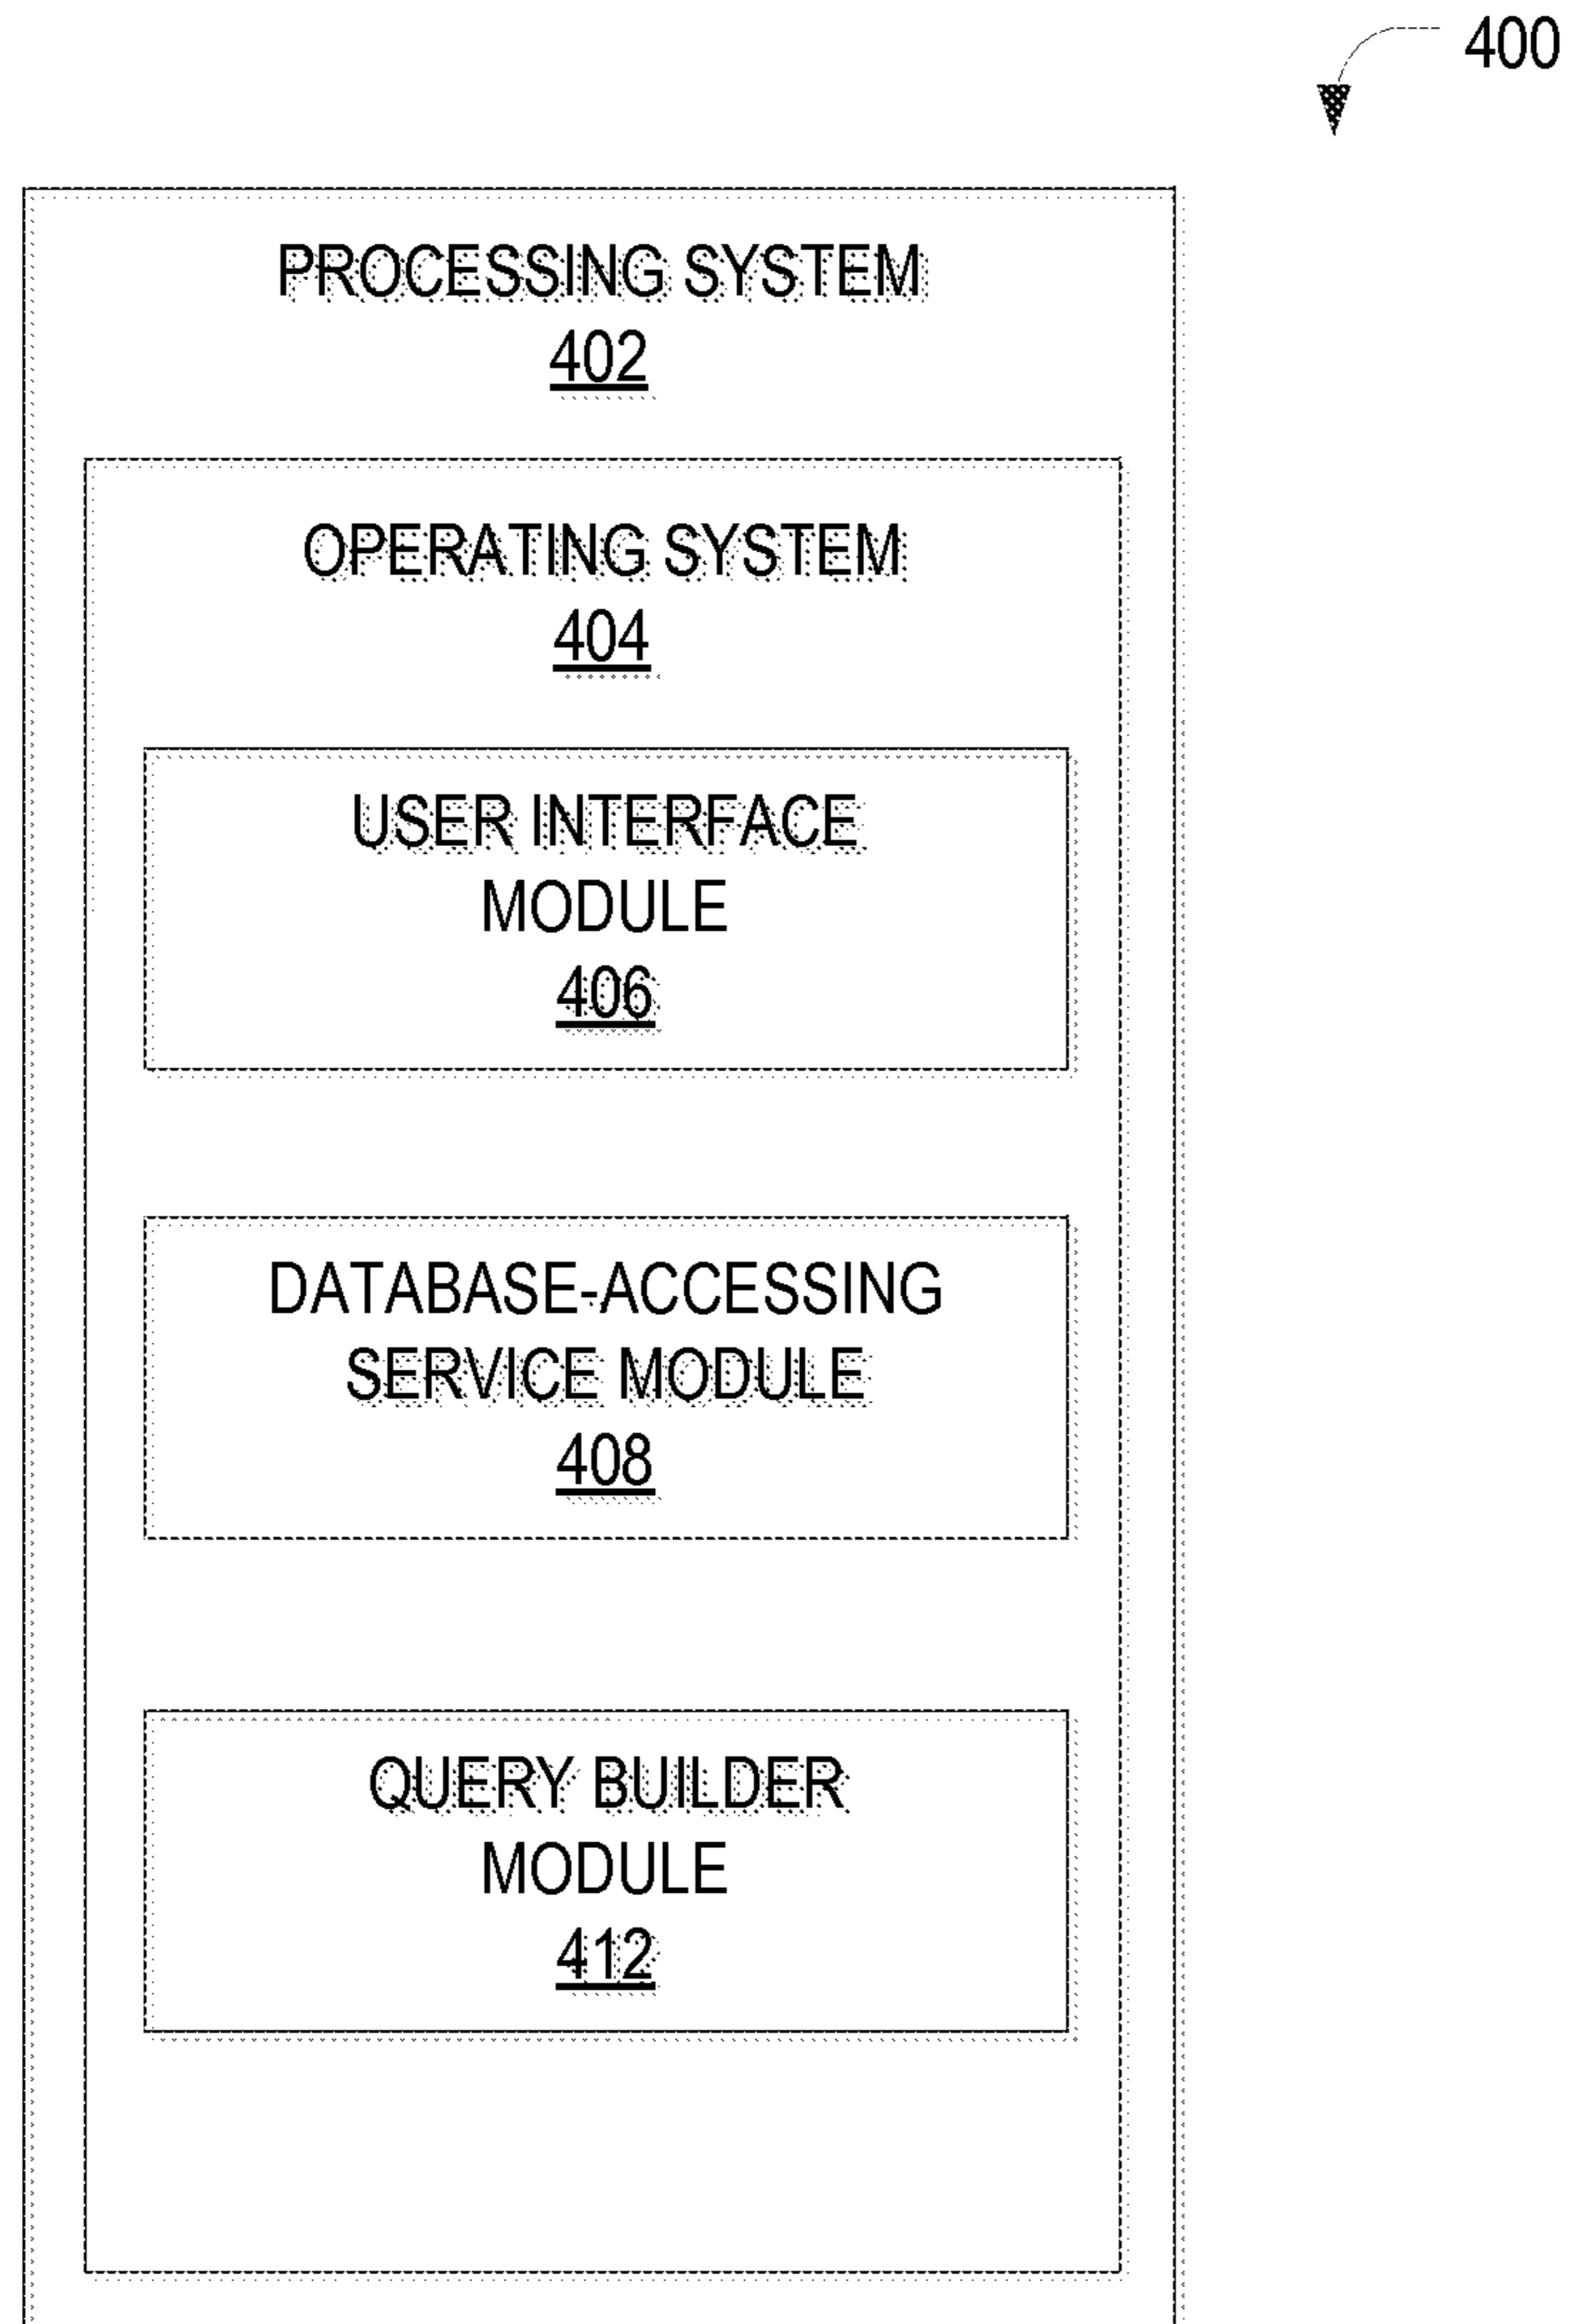 400
PROCESSING SYSTEM
402
OPERATING SYSTEM
404
USER INTERFACE
MODULE
406
DATABASE-ACCESSING
SERVICE MODULE
408
QUERY BUILDER
MODULE
412